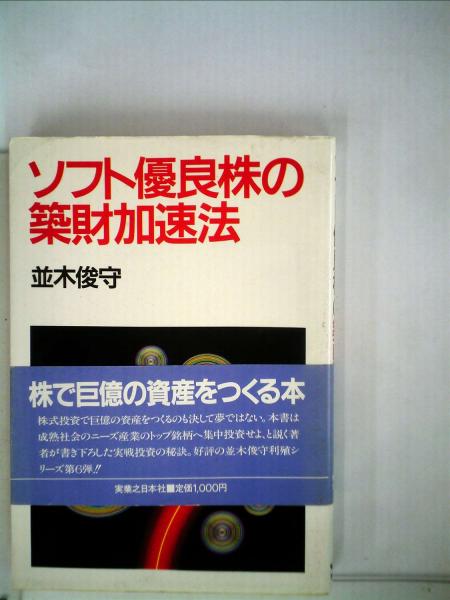 ソフト優良株の
築財加速法
並木俊守
株で巨億の資産をつくる本
株式投資で巨億の資産をつくるのも決して夢ではない。本書は
成熟社会のニーズ産業のトップ銘柄へ集中投資せよ、と説く著
者が書き下ろした実戦投資の秘訣。好評の並木俊守利殖シ
リーズ第6弾!!
実業之日本社■定価1,000円